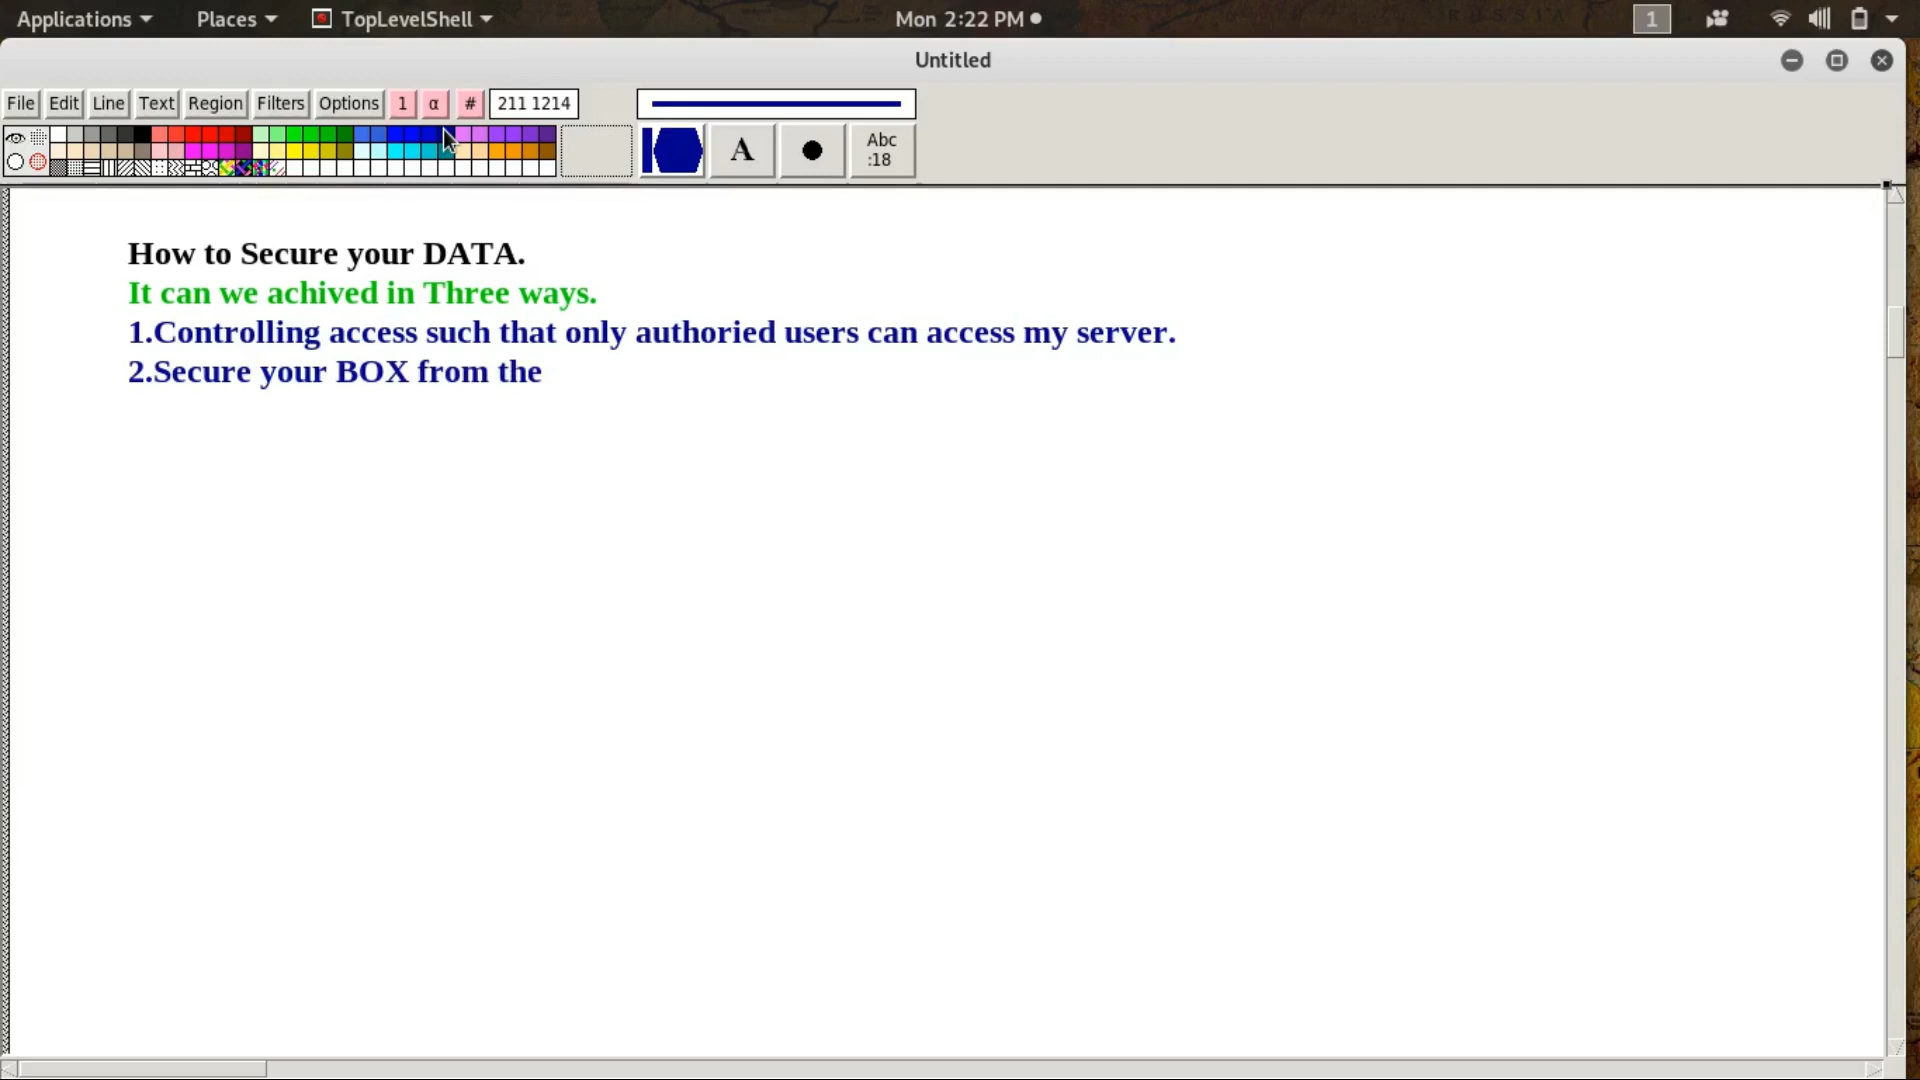 Applications Places TopLevelShell Mon 2:22 PM 1
Untitled
File Edit Line Text Region Filters Options 1 α # 211 1214
A Abc
:18
How to Secure your DATA.
It can we achived in Three ways.
1.Controlling access such that only authoried users can access my server.
2.Secure your BOX from the